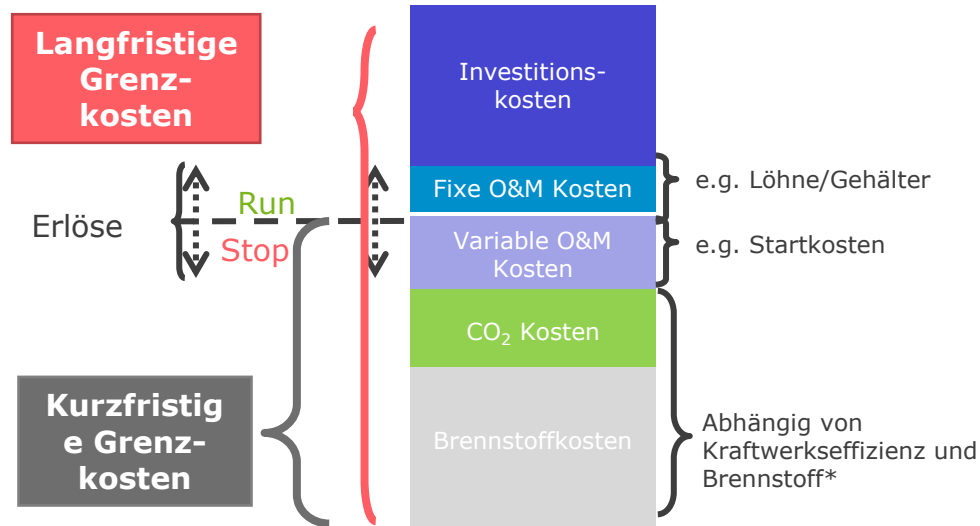 Langfristige
Grenz-
kosten
Investitions-
kosten
Fixe O&M Kosten
e.g. Löhne/Gehälter
Erlöse
Run
Stop
Variable O&M
Kosten
e.g. Startkosten
CO₂ Kosten
Kurzfristig
e Grenz-
kosten
Brennstoffkosten
Abhängig von
Kraftwerkseffizienz und
Brennstoff*